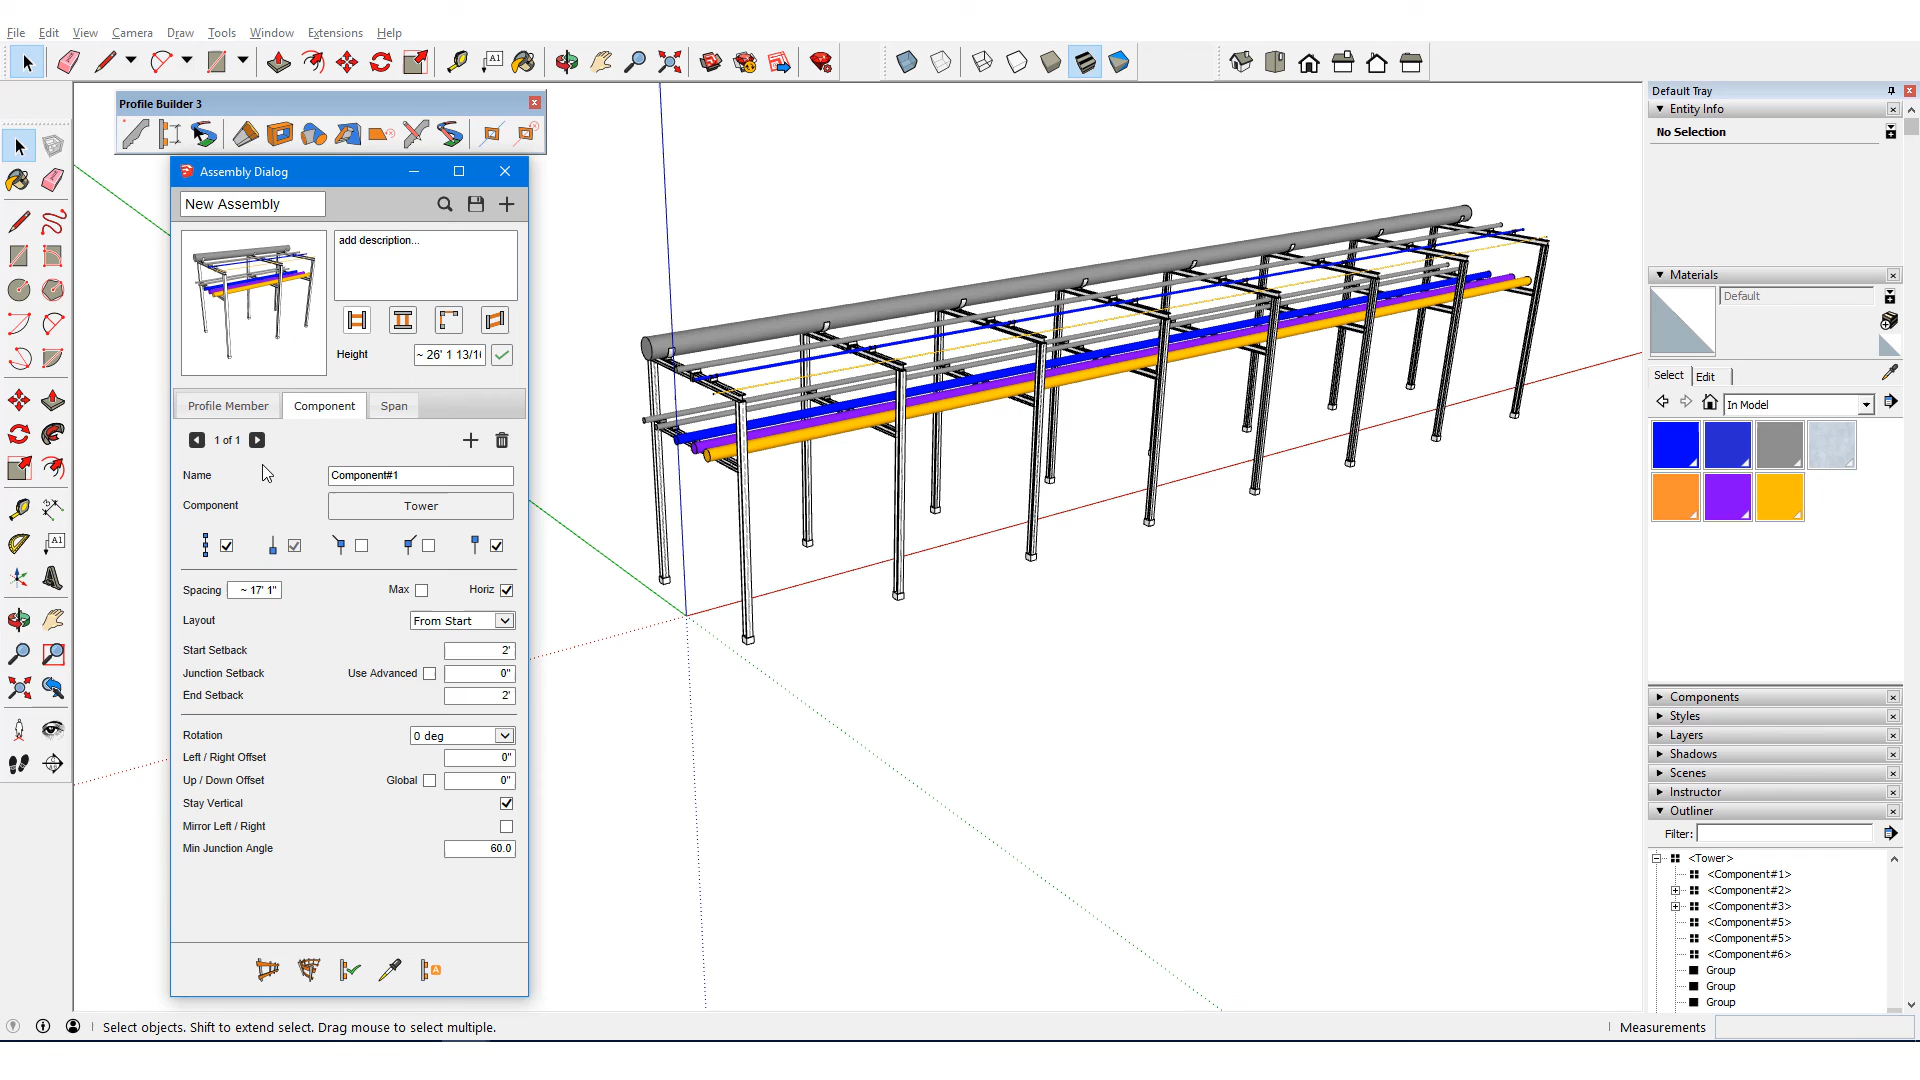 File Edit View Camera Draw Tools Window Extensions Help
A1
Default Tray
Profile Builder 3
Entity Info
No Selection
A1
Assembly Dialog
New Assembly
add description...
Height ~ 26' 1 13/1
Profile Member Component Span
1 of 1
Name Component#1
Component Tower
Spacing ~ 17' 1" Max Horiz
Layout From Start
Start Setback 2'
Junction Setback Use Advanced 0"
End Setback 2'
Rotation 0 deg
Left / Right Offset 0"
Up / Down Offset Global 0"
Stay Vertical
Mirror Left / Right
Min Junction Angle 60.0
A
Materials
Default
Select Edit
In Model
Components
Styles
Layers
Shadows
Scenes
Instructor
Outliner
Filter:
<Tower>
<Component#1>
<Component#2>
<Component#3>
<Component#5>
<Component#5>
<Component#6>
Group
Group
Group
Select objects. Shift to extend select. Drag mouse to select multiple.
Measurements